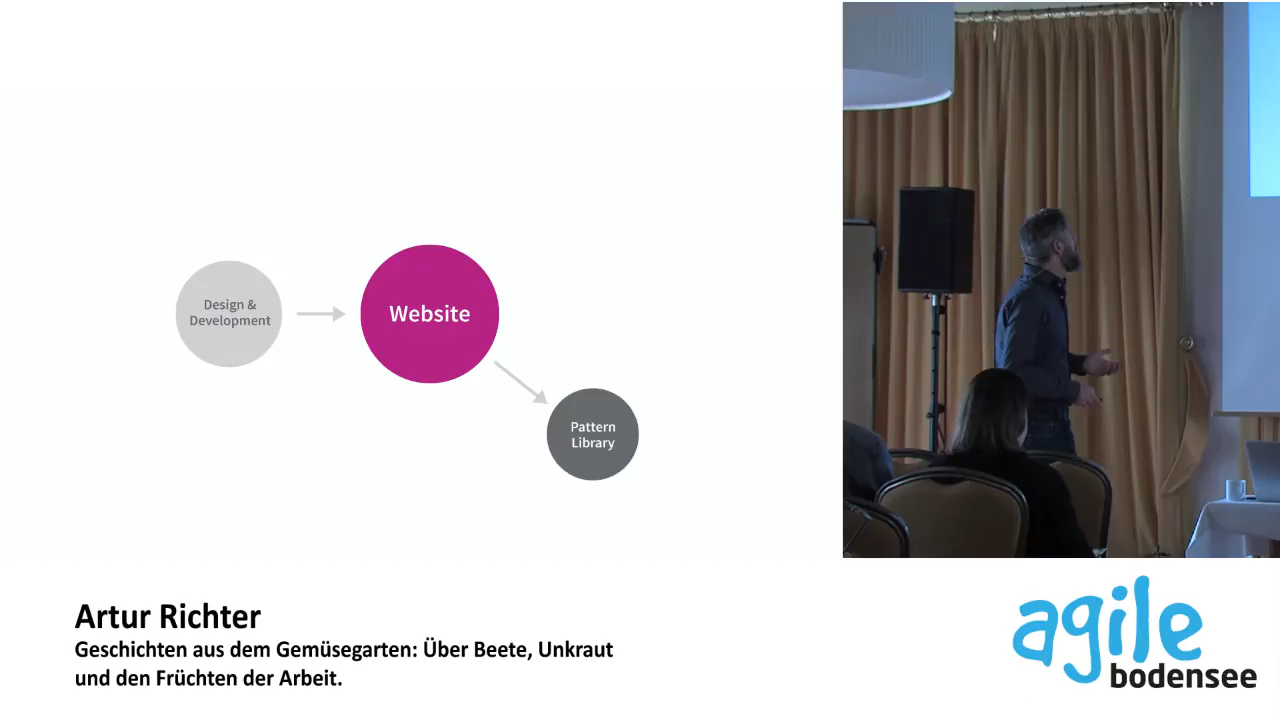 Design &
Development
Website
Pattern
Library
Artur Richter
Geschichten aus dem Gemüsegarten: Über Beete, Unkraut
und den Früchten der Arbeit.
agile
bodensee